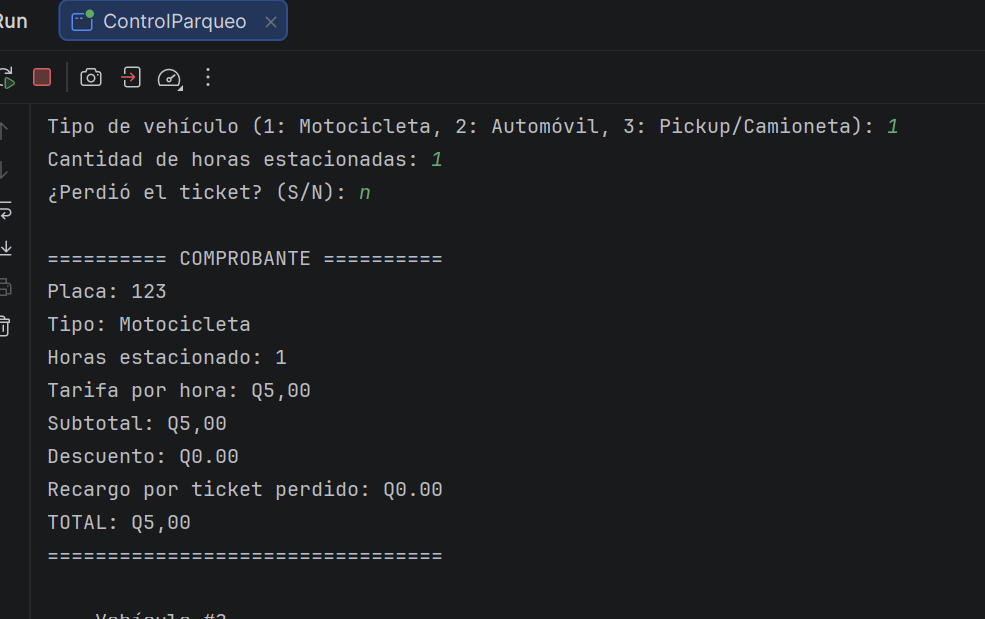 Run
ControlParqueo
Tipo de vehículo (1: Motocicleta, 2: Automóvil, 3: Pickup/Camioneta): 1
Cantidad de horas estacionadas: 1
¿Perdió el ticket? (S/N): n
========== COMPROBANTE ==========
Placa: 123
Tipo: Motocicleta
Horas estacionado: 1
Tarifa por hora: Q5,00
Subtotal: Q5,00
Descuento: Q0.00
Recargo por ticket perdido: Q0.00
TOTAL: Q5,00
=================================
Vehículo